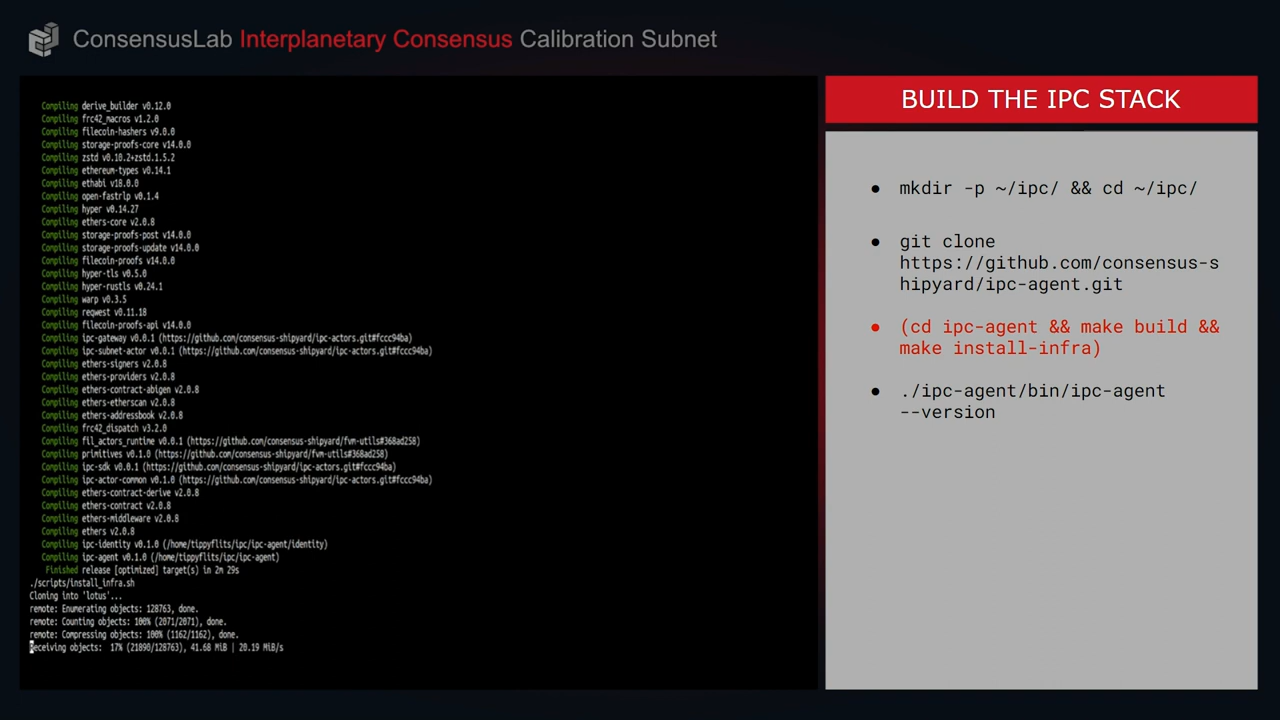 ConsensusLab Interplanetary Consensus Calibration Subnet
Compiling derive_builder v0.12.0
Compiling frc42_macros v1.2.0
Compiling filecoin-hashers v9.0.0
Compiling storage-proofs-core v14.0.0
Compiling zstd v0.10.2+zstd.1.5.2
Compiling ethereum-types v0.14.1
Compiling ethabi v18.0.0
Compiling open-fastrlp v0.1.4
Compiling hyper v0.14.27
Compiling ethers-core v2.0.8
Compiling storage-proofs-post v14.0.0
Compiling storage-proofs-update v14.0.0
Compiling filecoin-proofs v14.0.0
Compiling hyper-tls v0.5.0
Compiling hyper-rustls v0.24.1
Compiling warp v0.3.5
Compiling reqwest v0.11.18
Compiling filecoin-proofs-api v14.0.0
Compiling ipc-gateway v0.0.1 (https://github.com/consensus-shipyard/ipc-actors.git#fccc94ba)
Compiling ipc-subnet-actor v0.0.1 (https://github.com/consensus-shipyard/ipc-actors.git#fccc94ba)
Compiling ethers-signers v2.0.8
Compiling ethers-providers v2.0.8
Compiling ethers-contract-abigen v2.0.8
Compiling ethers-etherscan v2.0.8
Compiling ethers-addressbook v2.0.8
Compiling frc42_dispatch v3.2.0
Compiling fil_actors_runtime v0.0.1 (https://github.com/consensus-shipyard/fvm-utils#368ad258)
Compiling primitives v0.1.0 (https://github.com/consensus-shipyard/fvm-utils#368ad258)
Compiling ipc-sdk v0.0.1 (https://github.com/consensus-shipyard/ipc-actors.git#fccc94ba)
Compiling ipc-actor-common v0.1.0 (https://github.com/consensus-shipyard/ipc-actors.git#fccc94ba)
Compiling ethers-contract-derive v2.0.8
Compiling ethers-contract v2.0.8
Compiling ethers-middleware v2.0.8
Compiling ethers v2.0.8
Compiling ipc-identity v0.1.0 (/home/tippyflits/ipc/ipc-agent/identity)
Compiling ipc-agent v0.1.0 (/home/tippyflits/ipc/ipc-agent)
Finished release [optimized] target(s) in 2m 29s
./scripts/install_infra.sh
Cloning into 'lotus'...
remote: Enumerating objects: 128763, done.
remote: Counting objects: 100% (2071/2071), done.
remote: Compressing objects: 100% (1162/1162), done.
Receiving objects: 17% (21890/128763), 41.68 MiB | 20.19 MiB/s
BUILD THE IPC STACK
● mkdir -p ~/ipc/ && cd ~/ipc/
● git clone
https://github.com/consensus-s
hipyard/ipc-agent.git
● (cd ipc-agent && make build &&
make install-infra)
● ./ipc-agent/bin/ipc-agent
--version